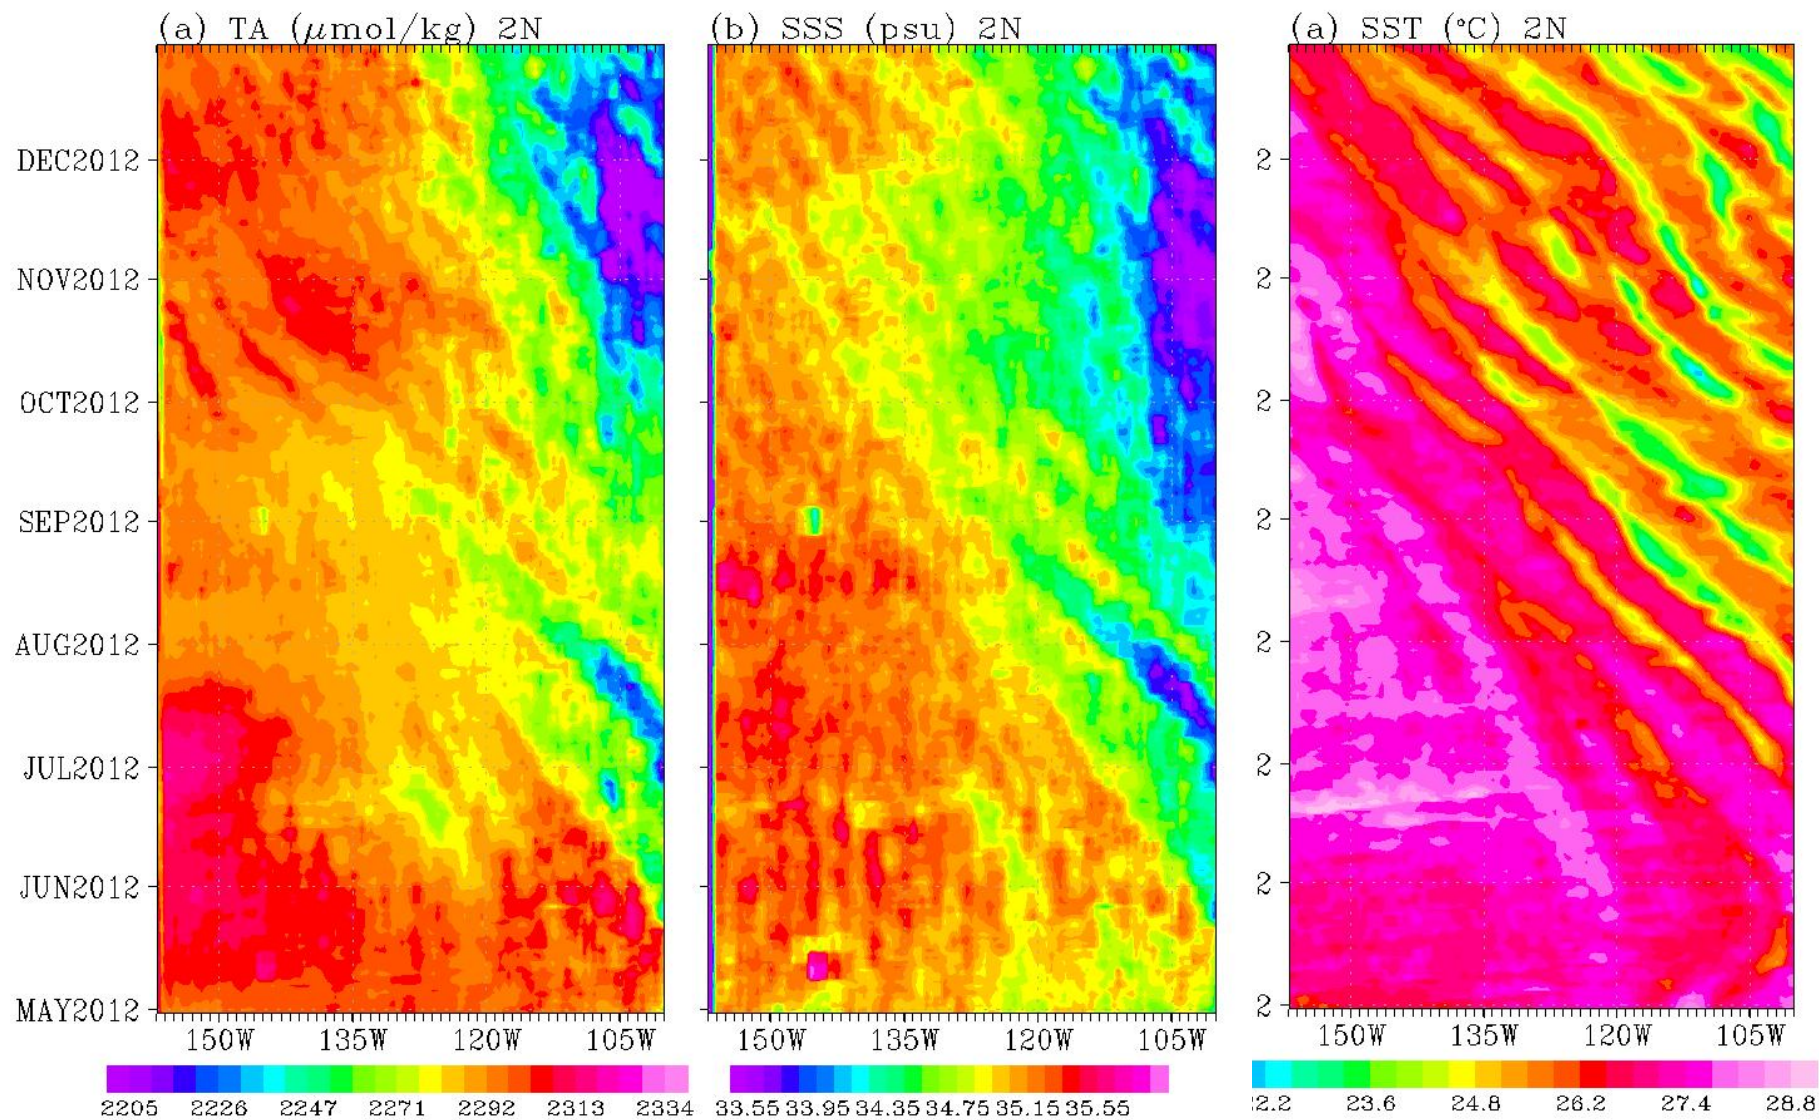 (a) TA (μmol/kg) 2N
(b) SSS (psu) 2N
(a) SST (°C) 2N
DEC2012
NOV2012
OCT2012
SEP2012
AUG2012
JUL2012
JUN2012
MAY2012
2
2
2
2
2
2
2
2
150W 135W 120W 105W
150W 135W 120W 105W
150W 135W 120W 105W
2205 2226 2247 2271 2292 2313 2334
33.55 33.95 34.35 34.75 35.15 35.55
2.2 23.6 24.8 26.2 27.4 28.8